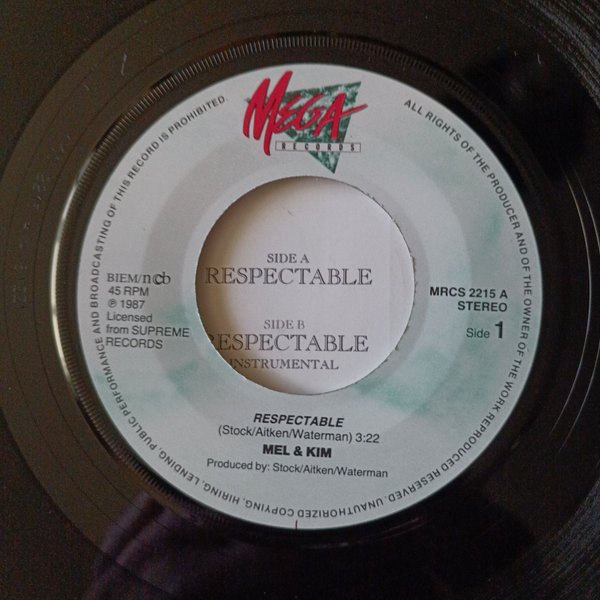 MEGA
RECORDS
ALL RIGHTS OF THE PRODUCER AND OF THE OWNER OF THE WORK REPRODUCED RESERVED. UNAUTHORIZED COPYING, HIRING, LENDING, PUBLIC PERFORMANCE AND BROADCASTING OF THIS RECORD IS PROHIBITED.
SIDE A
RESPECTABLE
SIDE B
RESPECTABLE
INSTRUMENTAL
BIEM/ncb
45 RPM
℗ 1987
Licensed
from SUPREME
RECORDS
MRCS 2215 A
STEREO
Side 1
RESPECTABLE
(Stock/Aitken/Waterman) 3:22
MEL & KIM
Produced by: Stock/Aitken/Waterman